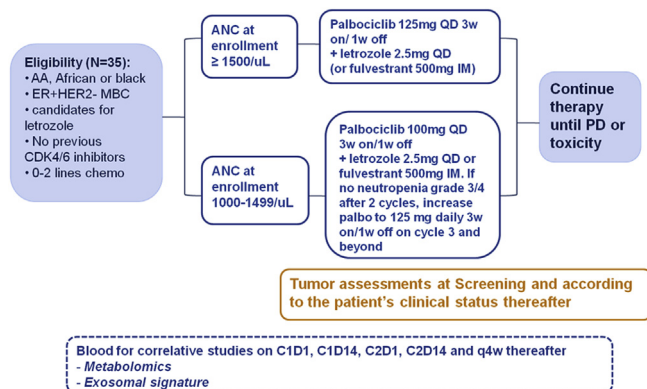 Eligibility (N=35):
• AA, African or black
• ER+HER2- MBC
• candidates for
letrozole
• No previous
CDK4/6 inhibitors
• 0-2 lines chemo
ANC at
enrollment
≥ 1500/uL
Palbociclib 125mg QD 3w
on/ 1w off
+ letrozole 2.5mg QD
(or fulvestrant 500mg IM)
ANC at
enrollment
1000-1499/uL
Palbociclib 100mg QD
3w on/1w off
+ letrozole 2.5mg QD or
fulvestrant 500mg IM. If
no neutropenia grade 3/4
after 2 cycles, increase
palbo to 125 mg daily 3w
on/1w off on cycle 3 and
beyond
Continue
therapy
until PD or
toxicity
Tumor assessments at Screening and according
to the patient's clinical status thereafter
Blood for correlative studies on C1D1, C1D14, C2D1, C2D14 and q4w thereafter
- Metabolomics
- Exosomal signature